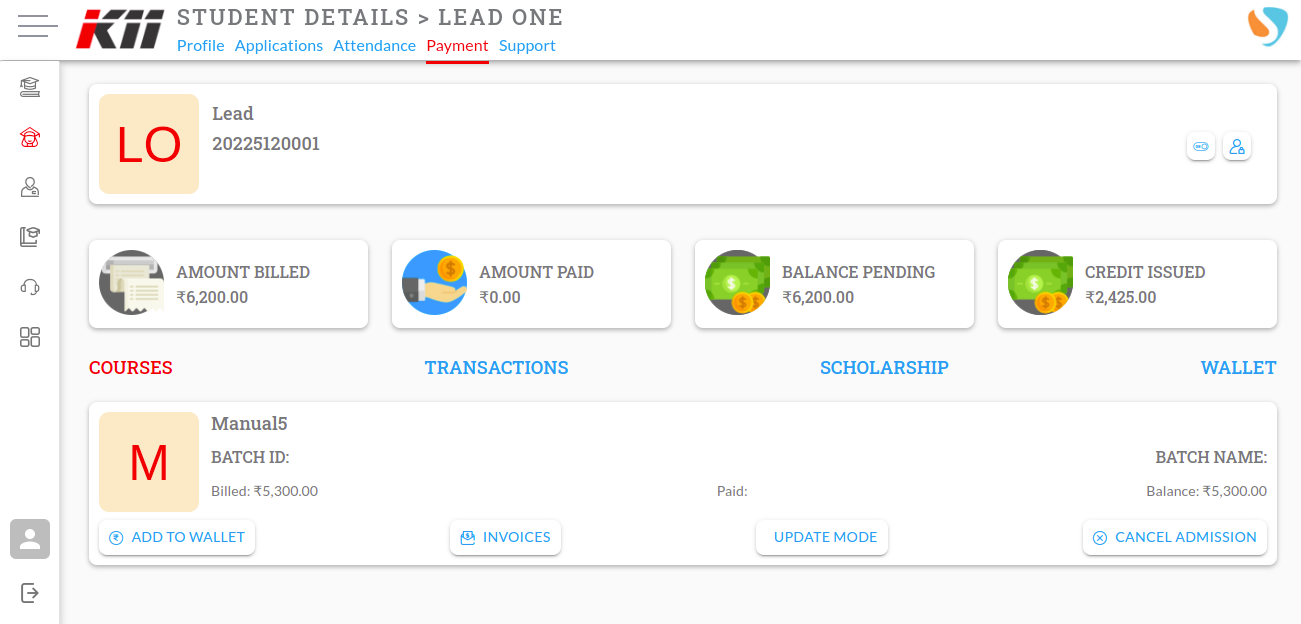 STUDENT DETAILS > LEAD ONE
KII
Profile Applications Attendance Payment Support
LO
Lead
20225120001
AMOUNT BILLED
₹6,200.00
AMOUNT PAID
₹0.00
BALANCE PENDING
₹6,200.00
CREDIT ISSUED
₹2,425.00
COURSES TRANSACTIONS SCHOLARSHIP WALLET
M
Manual5
BATCH ID: BATCH NAME:
Billed: ₹5,300.00 Paid: Balance: ₹5,300.00
ADD TO WALLET INVOICES UPDATE MODE CANCEL ADMISSION